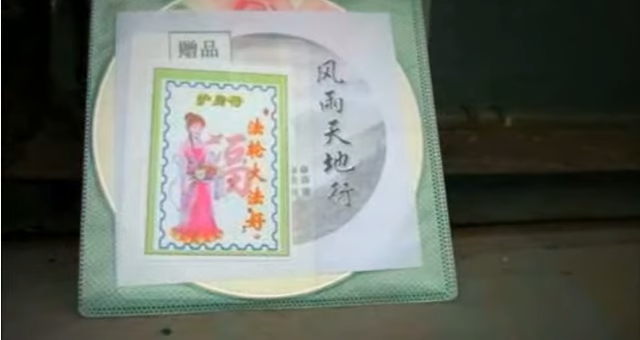 赠品
护身符
法轮大法好
风雨天地行